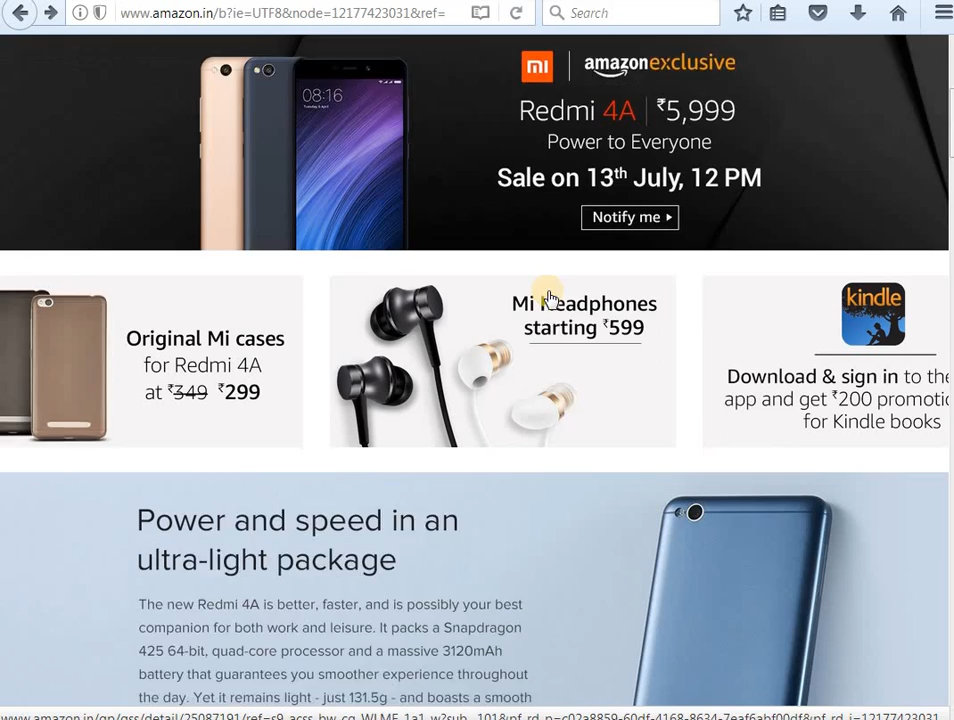 www.amazon.in/b?ie=UTF8&node=12177423031&ref=
Search
mi
amazonexclusive
08:16
Redmi 4A ₹5,999
Power to Everyone
Sale on 13th July, 12 PM
Notify me
Original Mi cases
for Redmi 4A
at ₹349 ₹299
Mi Headphones
starting ₹599
kindle
Download & sign in to the
app and get ₹200 promotio
for Kindle books
Power and speed in an
ultra-light package
The new Redmi 4A is better, faster, and is possibly your best
companion for both work and leisure. It packs a Snapdragon
425 64-bit, quad-core processor and a massive 3120mAh
battery that guarantees you smoother experience throughout
the day. Yet it remains light - just 131.5g - and boasts a smooth